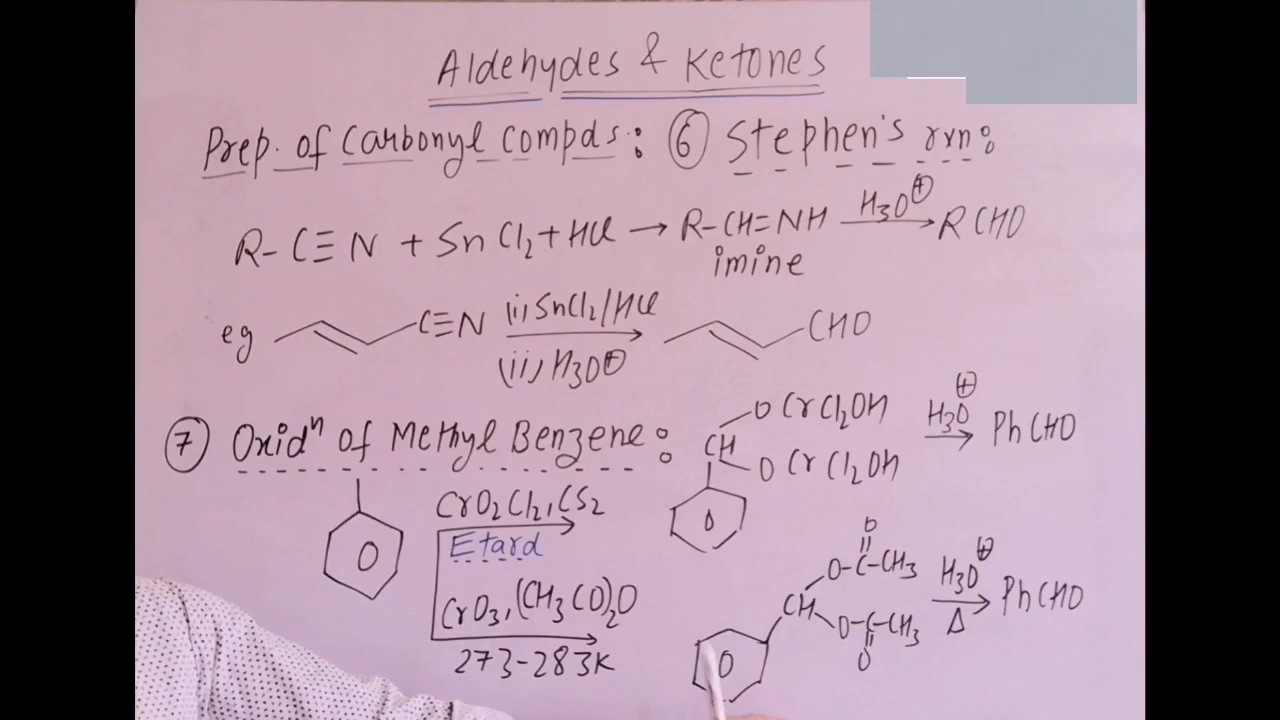 Aldehydes & Ketones
Prep. of Carbonyl Compds: ⑥ Stephen's rxn:
R-C≡N + SnCl₂ + HCl → R-CH=NH H₃O⊕ → RCHO
imine
eg C≡N (i) SnCl₂/HCl → CHO
(ii) H₃O⊕
⑦ Oxidⁿ of Methyl Benzene:
CrO₂Cl₂, CS₂
Etard
CH O CrCl₂OH
O CrCl₂OH
H₃O⊕ → PhCHO
CrO₃, (CH₃CO)₂O
273-283K
CH O-C-CH₃
O
O-C-CH₃
O
H₃O⊕ → PhCHO
Δ